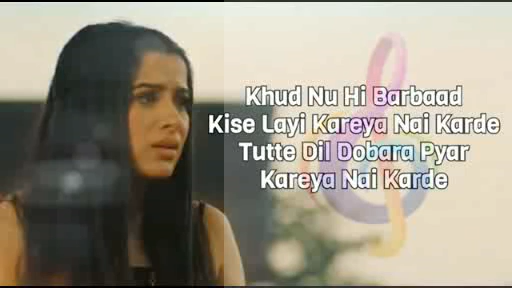 Khud Nu Hi Barbaad
Kise Layi Kareya Nai Karde
Tutte Dil Dobara Pyar
Kareya Nai Karde